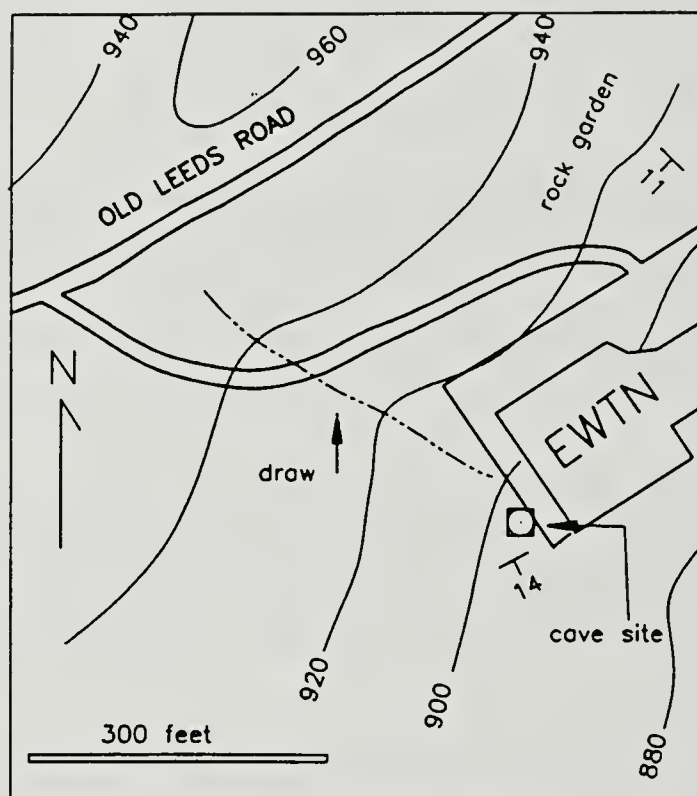 940
960
940
OLD LEEDS ROAD
rock garden
11
N
EWTN
draw
14
cave site
920
900
880
300 feet